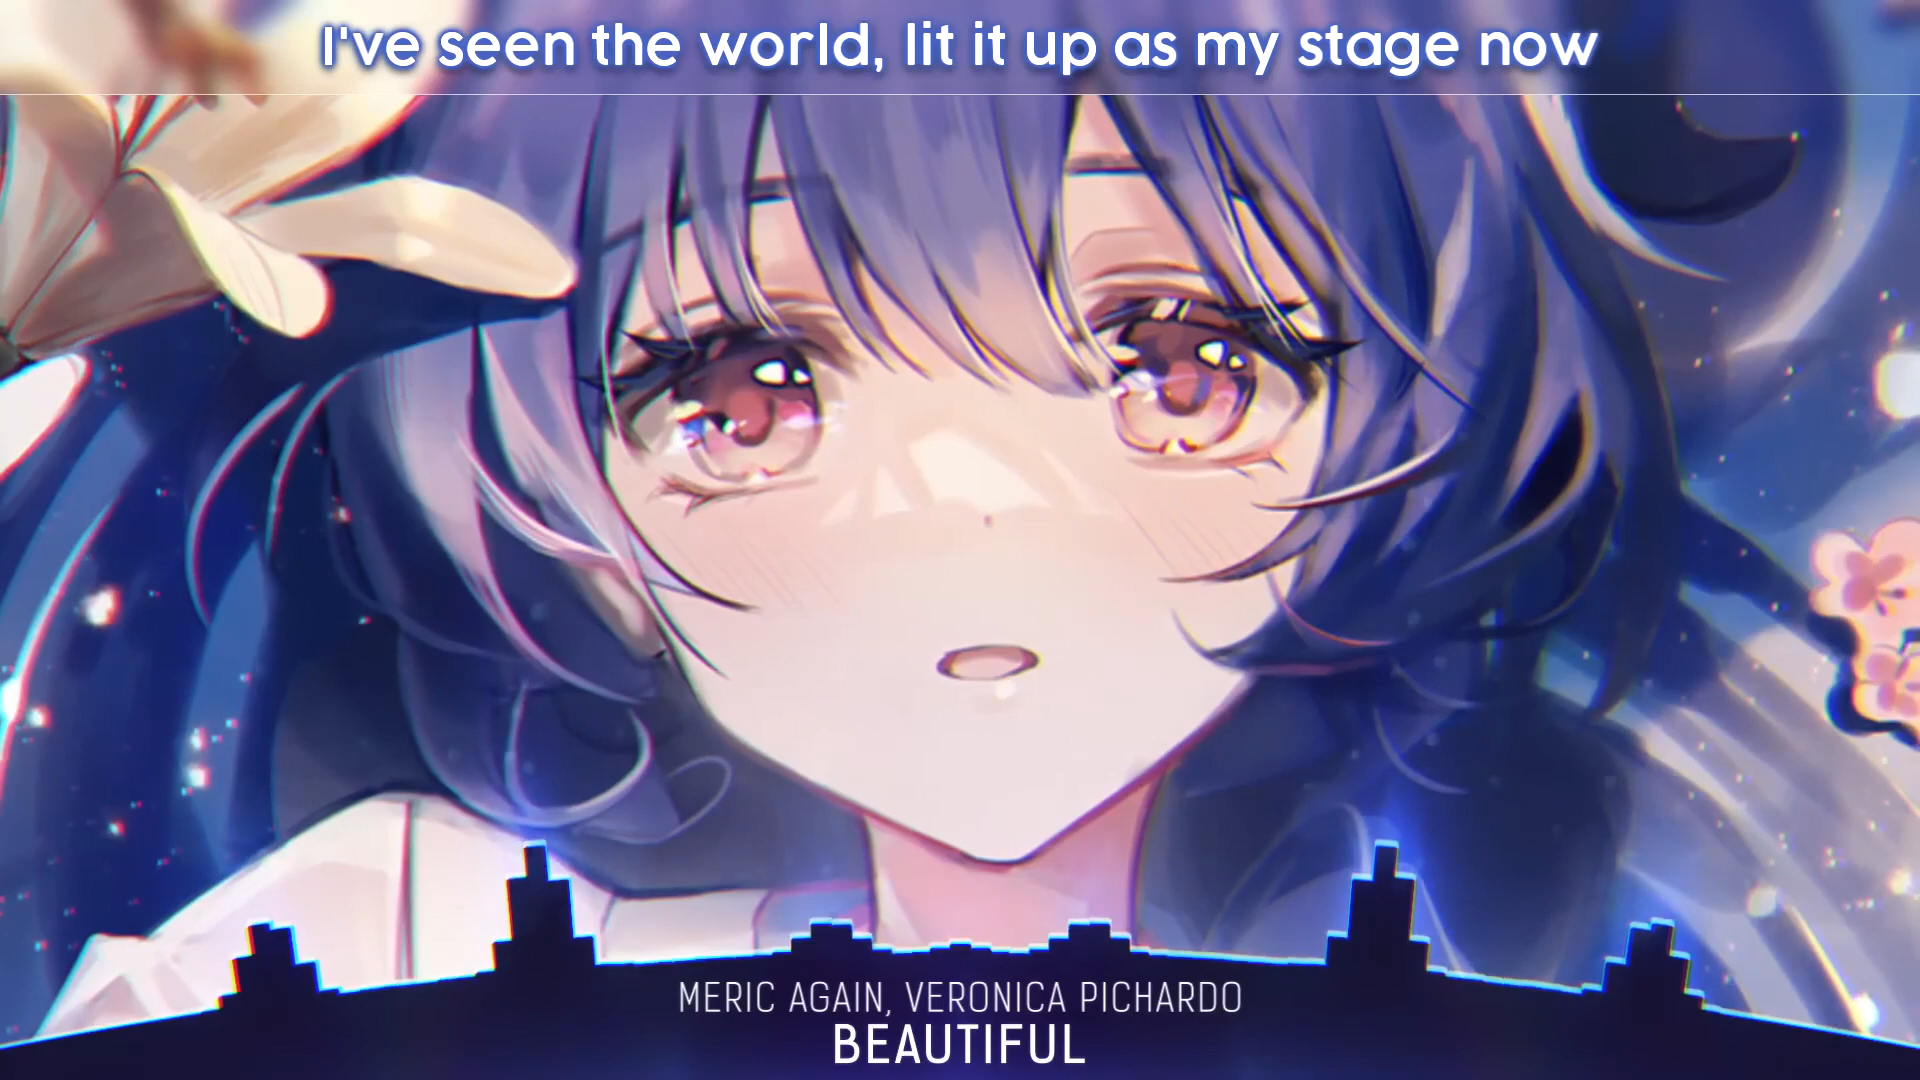 I've seen the world, lit it up as my stage now
MERIC AGAIN, VERONICA PICHARDO
BEAUTIFUL